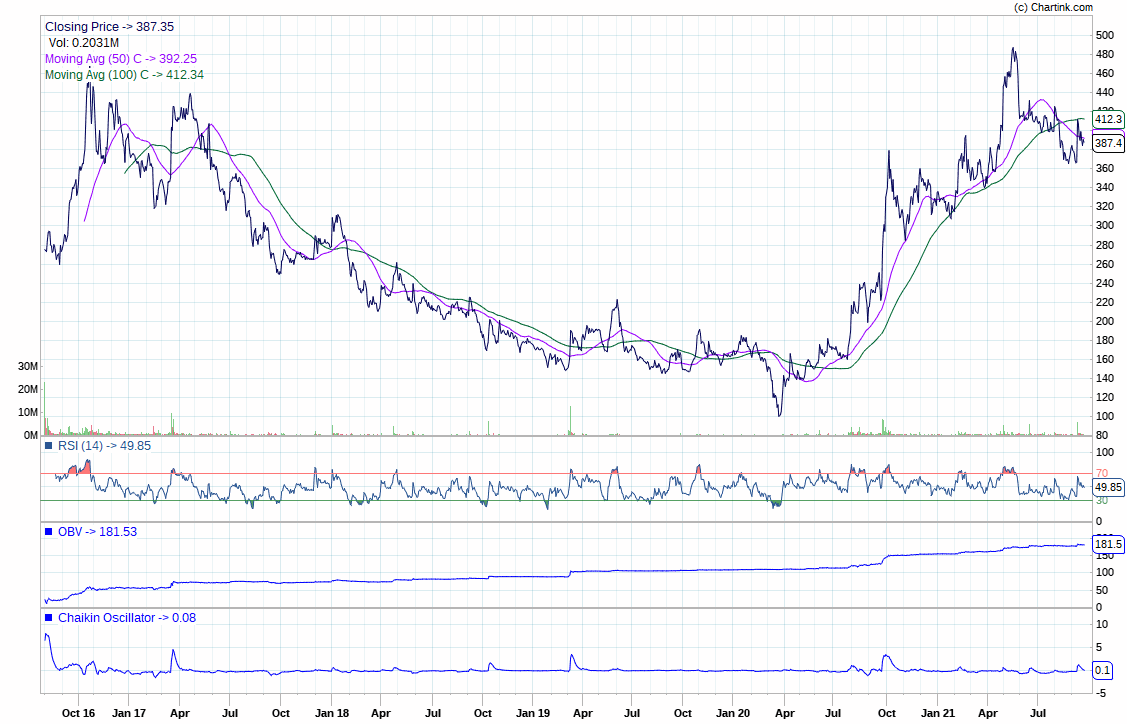 (c) Chartink.com
Closing Price -> 387.35
Vol: 0.2031M
Moving Avg (50) C -> 392.25
Moving Avg (100) C -> 412.34
500
480
460
440
420
412.3
387.4
360
340
320
300
280
260
240
220
200
180
160
140
120
100
80
30M
20M
10M
0M
RSI (14) -> 49.85
100
70
49.85
30
0
OBV -> 181.53
181.5
150
100
50
0
Chaikin Oscillator -> 0.08
10
5
0.1
-5
Oct 16 Jan 17 Apr Jul Oct Jan 18 Apr Jul Oct Jan 19 Apr Jul Oct Jan 20 Apr Jul Oct Jan 21 Apr Jul